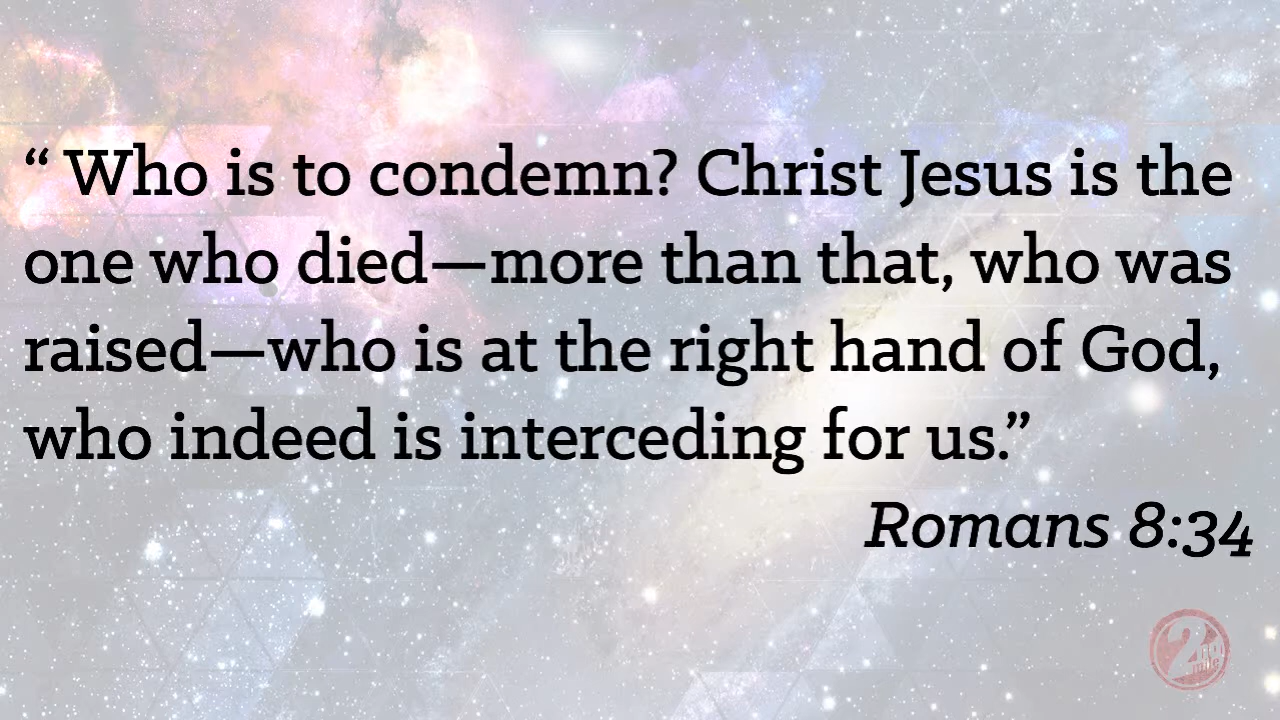 “ Who is to condemn? Christ Jesus is the
one who died—more than that, who was
raised—who is at the right hand of God,
who indeed is interceding for us.”
Romans 8:34
2